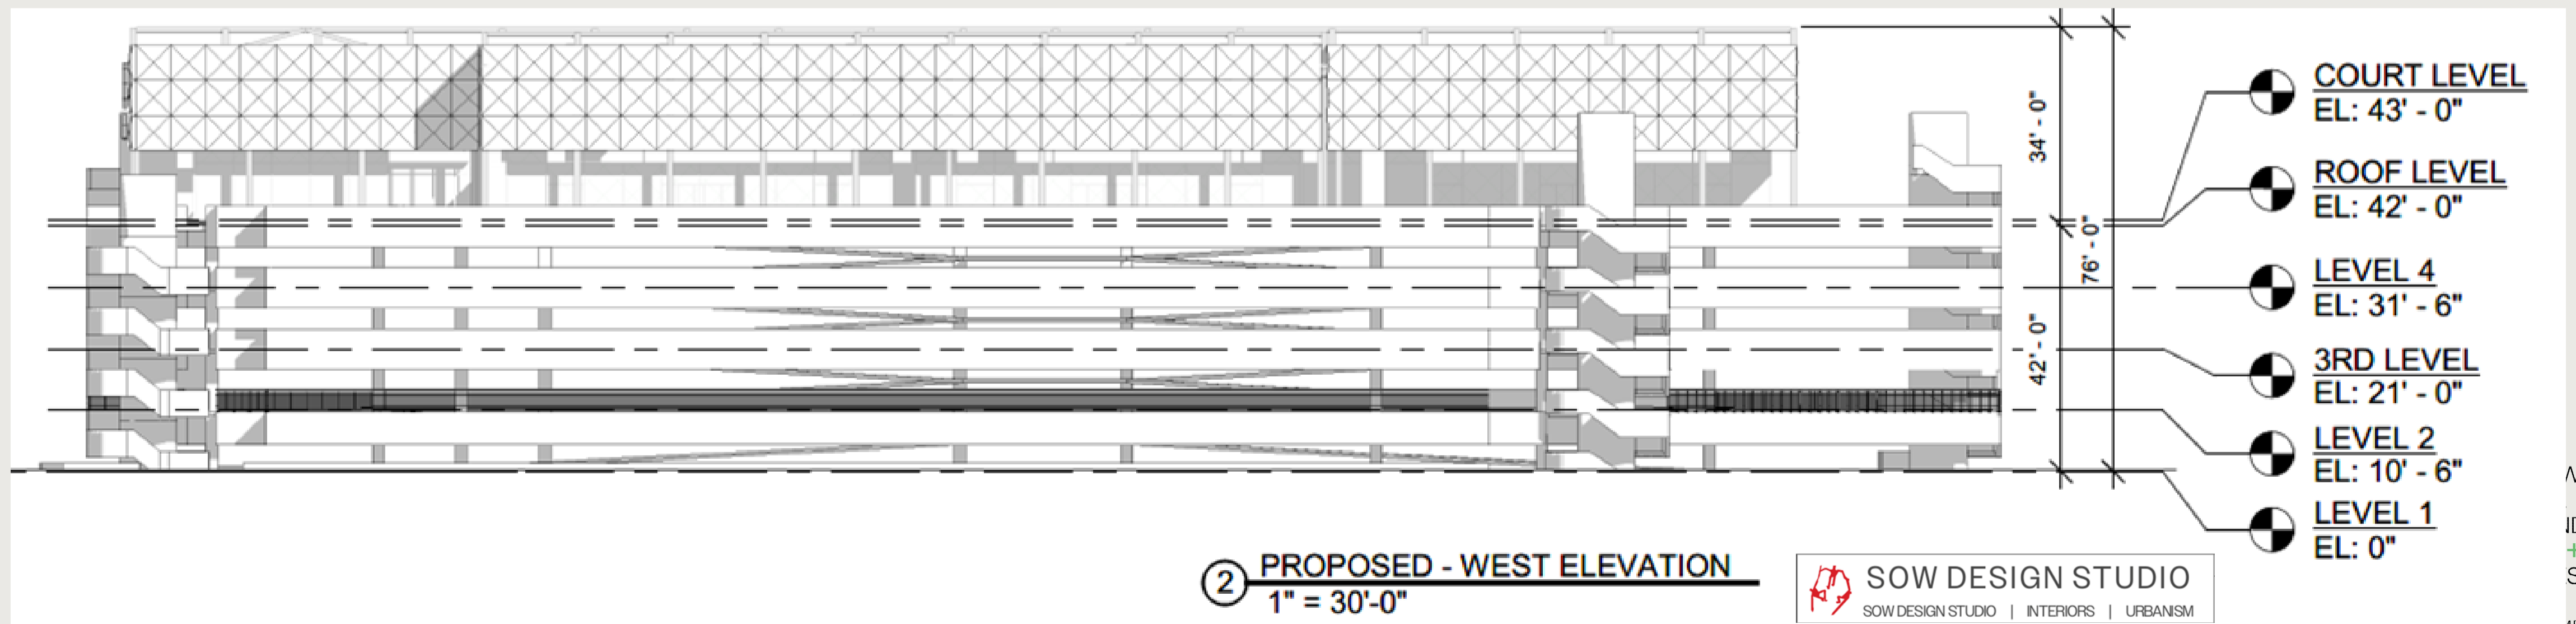 COURT LEVEL
EL: 43' - 0"
ROOF LEVEL
EL: 42' - 0"
LEVEL 4
EL: 31' - 6"
3RD LEVEL
EL: 21' - 0"
LEVEL 2
EL: 10' - 6"
LEVEL 1
EL: 0"
34' - 0"
76' - 0"
42' - 0"
2
PROPOSED - WEST ELEVATION
1" = 30'-0"
SOW DESIGN STUDIO
SOW DESIGN STUDIO | INTERIORS | URBANISM